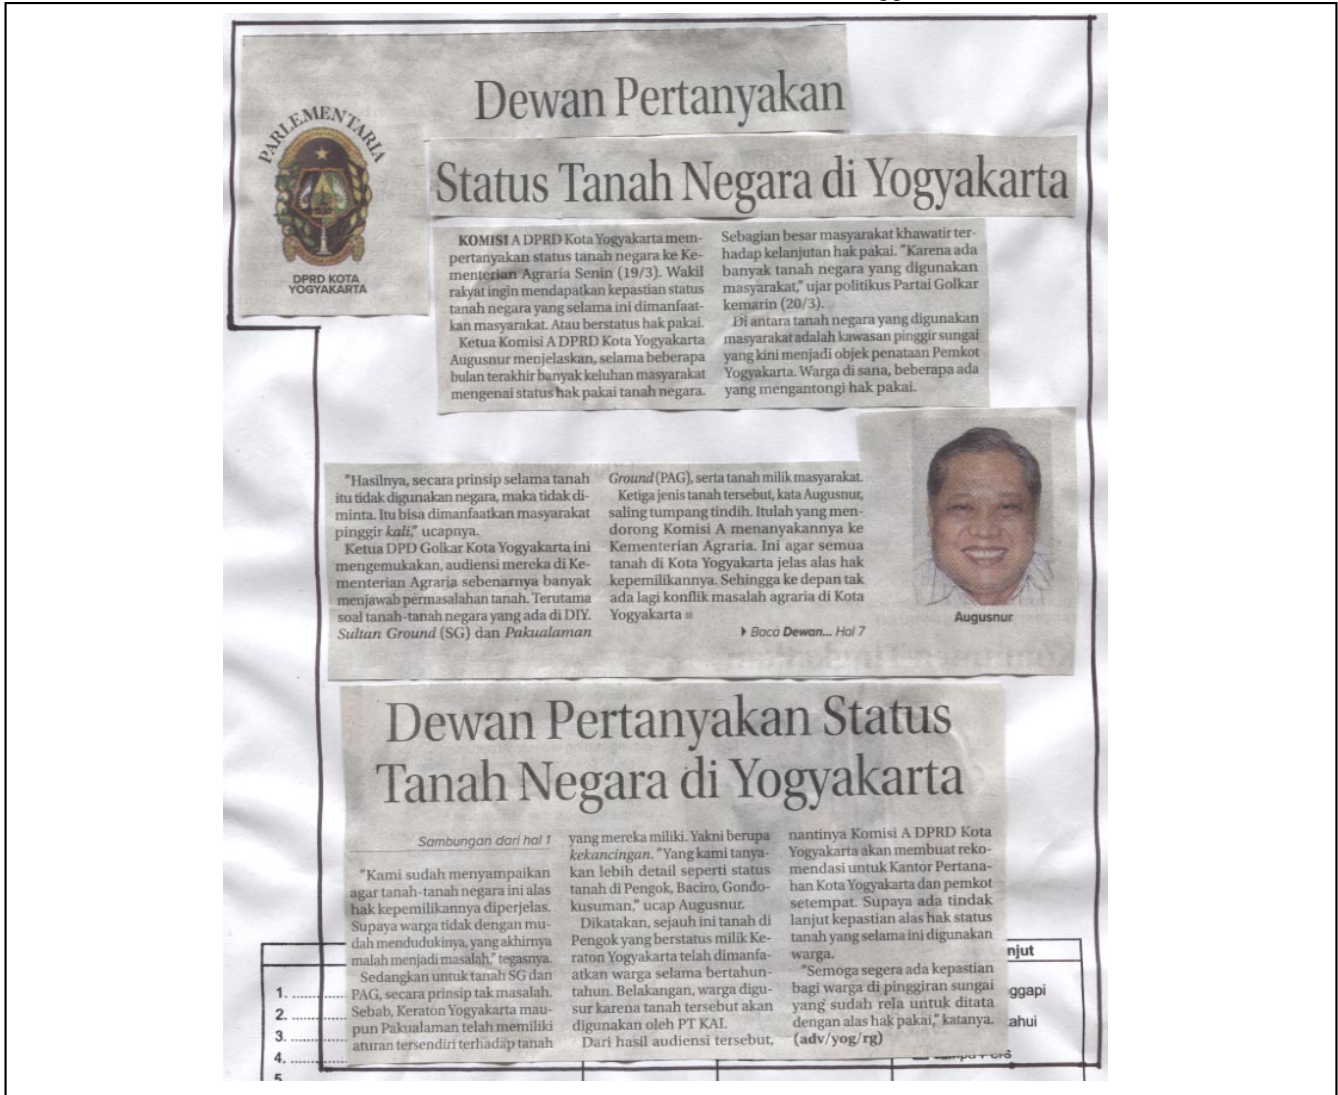 PARLEMENTARIA
DPRD KOTA
YOGYAKARTA
Dewan Pertanyakan
Status Tanah Negara di Yogyakarta
KOMISI A DPRD Kota Yogyakarta mem-
pertanyakan status tanah negara ke Ke-
menterian Agraria Senin (19/3). Wakil
rakyat ingin mendapatkan kepastian status
tanah negara yang selama ini dimanfaat-
kan masyarakat. Atau berstatus hak pakai.
Ketua Komisi A DPRD Kota Yogyakarta
Augusnur menjelaskan, selama beberapa
bulan terakhir banyak keluhan masyarakat
mengenai status hak pakai tanah negara.
Sebagian besar masyarakat khawatir ter-
hadap kelanjutan hak pakai. "Karena ada
banyak tanah negara yang digunakan
masyarakat," ujar politikus Partai Golkar
kemarin (20/3).
Di antara tanah negara yang digunakan
masyarakat adalah kawasan pinggir sungai
yang kini menjadi objek penataan Pemkot
Yogyakarta. Warga di sana, beberapa ada
yang mengantongi hak pakai.
"Hasilnya, secara prinsip selama tanah
itu tidak digunakan negara, maka tidak di-
minta. Itu bisa dimanfaatkan masyarakat
pinggir kali," ucapnya.
Ketua DPD Golkar Kota Yogyakarta ini
mengemukakan, audiensi mereka di Ke-
menterian Agraria sebenarnya banyak
menjawab permasalahan tanah. Terutama
soal tanah-tanah negara yang ada di DIY.
Sultan Ground (SG) dan Pakualaman
Ground (PAG), serta tanah milik masyarakat.
Ketiga jenis tanah tersebut, kata Augusnur,
saling tumpang tindih. Itulah yang men-
dorong Komisi A menanyakannya ke
Kementerian Agraria. Ini agar semua
tanah di Kota Yogyakarta jelas alas hak
kepemilikannya. Sehingga ke depan tak
ada lagi konflik masalah agraria di Kota
Yogyakarta
Baca Dewan... Hal 7
Augusnur
Dewan Pertanyakan Status
Tanah Negara di Yogyakarta
Sambungan dari hal 1
"Kami sudah menyampaikan
agar tanah-tanah negara ini alas
hak kepemilikannya diperjelas.
Supaya warga tidak dengan mu-
dah mendudukinya, yang akhirnya
malah menjadi masalah," tegasnya.
Sedangkan untuk tanah SG dan
PAG, secara prinsip tak masalah.
Sebab, Keraton Yogyakarta mau-
pun Pakualaman telah memiliki
aturan tersendiri terhadap tanah
yang mereka miliki. Yakni berupa
kekancingan. "Yang kami tanya-
kan lebih detail seperti status
tanah di Pengok, Baciro, Gondo-
kusuman," ucap Augusnur.
Dikatakan, sejauh ini tanah di
Pengok yang berstatus milik Ke-
raton Yogyakarta telah dimanfa-
atkan warga selama bertahun-
tahun. Belakangan, warga digu-
sur karena tanah tersebut akan
digunakan oleh PT KAI.
Dari hasil audiensi tersebut,
nantinya Komisi A DPRD Kota
Yogyakarta akan membuat reko-
mendasi untuk Kantor Pertana-
han Kota Yogyakarta dan pemkot
setempat. Supaya ada tindak
lanjut kepastian alas hak status
tanah yang selama ini digunakan
warga.
"Semoga segera ada kepastian
bagi warga di pinggiran sungai
yang sudah rela untuk ditata
dengan alas hak pakai," katanya.
(adv/yog/rg)
njut
1. ............
2. ............
3. ............
4. ............
5
ggapi
ahui